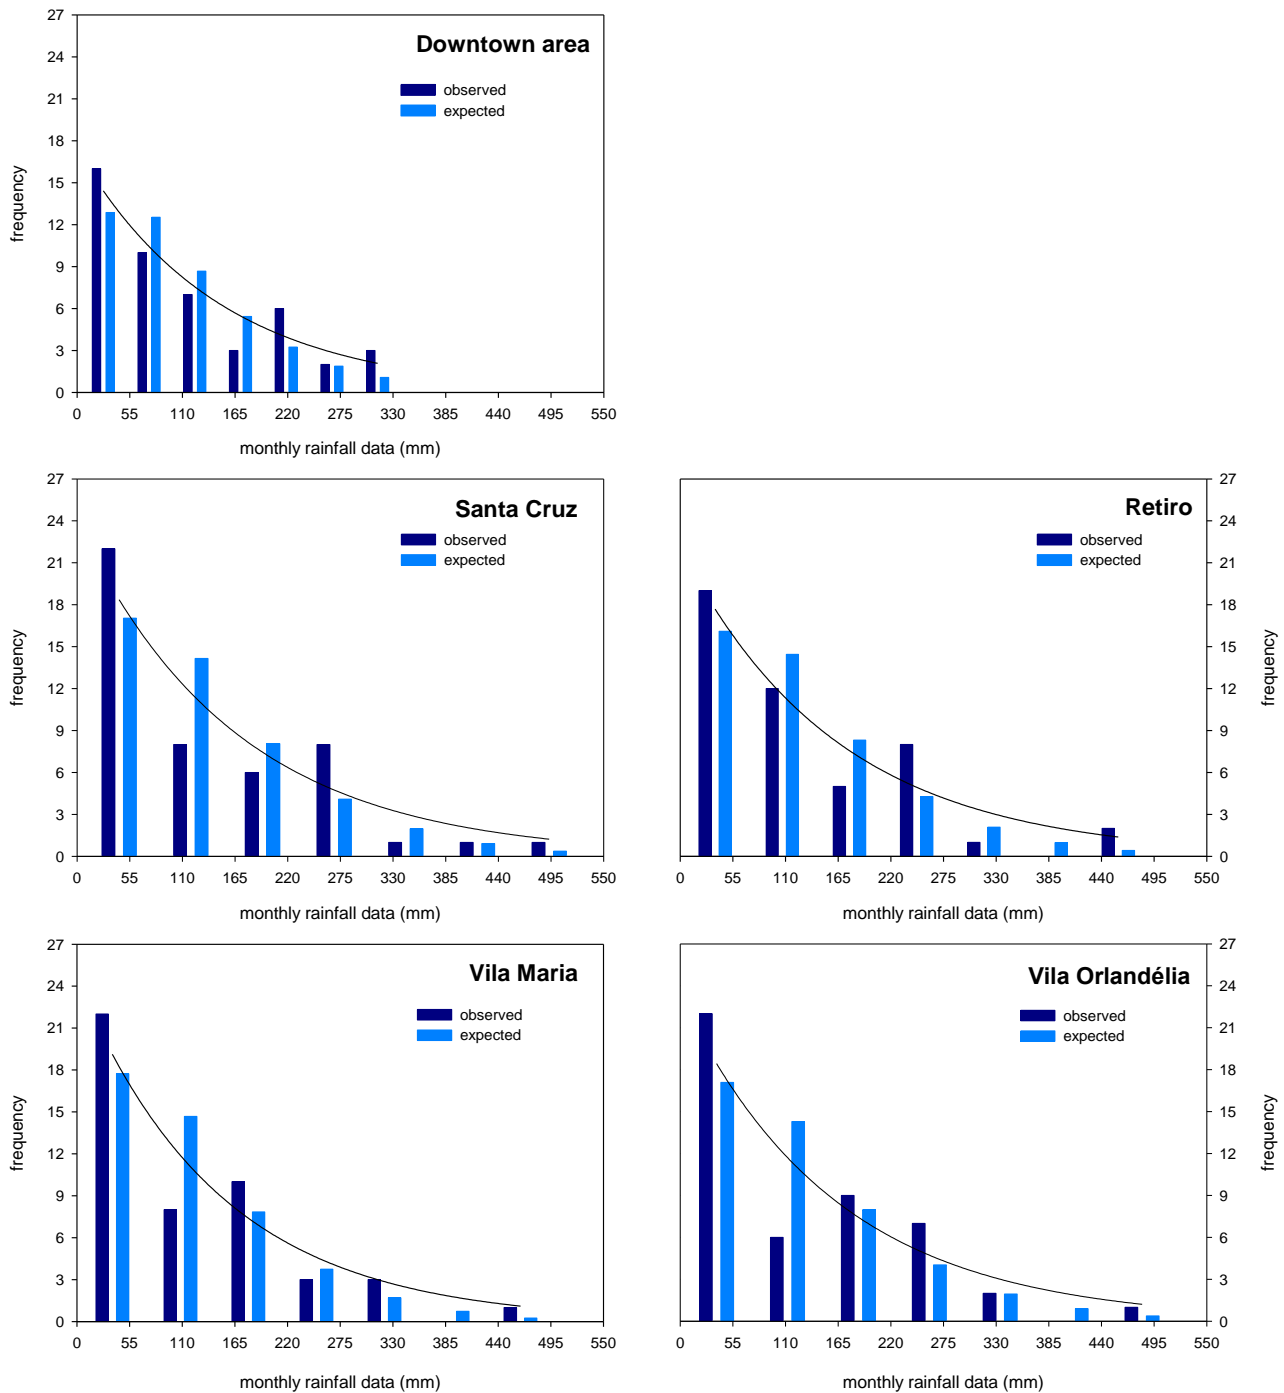 Downtown area
observed
expected
frequency
27
24
21
18
15
12
9
6
3
0
0 55 110 165 220 275 330 385 440 495 550
monthly rainfall data (mm)
Santa Cruz
observed
expected
frequency
27
24
21
18
15
12
9
6
3
0
0 55 110 165 220 275 330 385 440 495 550
monthly rainfall data (mm)
Retiro
observed
expected
frequency
27
24
21
18
15
12
9
6
3
0
0 55 110 165 220 275 330 385 440 495 550
monthly rainfall data (mm)
Vila Maria
observed
expected
frequency
27
24
21
18
15
12
9
6
3
0
0 55 110 165 220 275 330 385 440 495 550
monthly rainfall data (mm)
Vila Orlandélia
observed
expected
frequency
27
24
21
18
15
12
9
6
3
0
0 55 110 165 220 275 330 385 440 495 550
monthly rainfall data (mm)